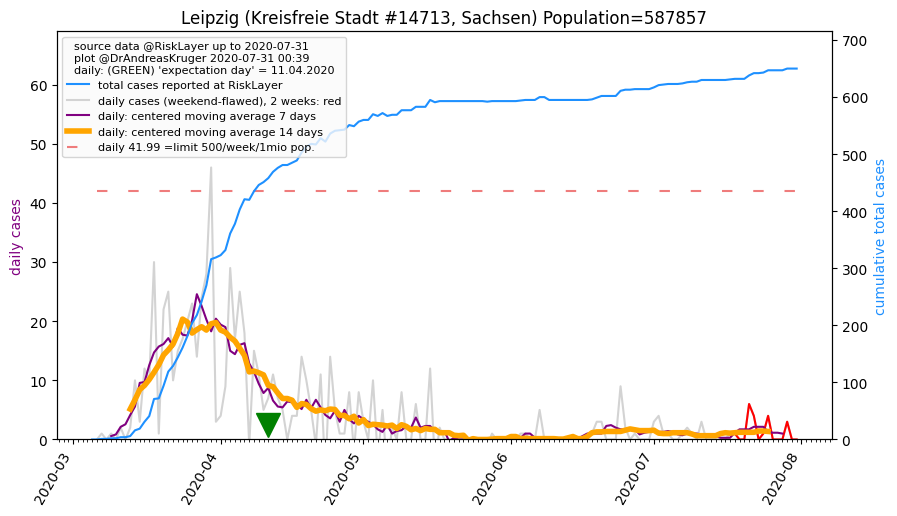 Leipzig (Kreisfreie Stadt #14713, Sachsen) Population=587857
source data @RiskLayer up to 2020-07-31
plot @DrAndreasKruger 2020-07-31 00:39
daily: (GREEN) 'expectation day' = 11.04.2020
total cases reported at RiskLayer
daily cases (weekend-flawed), 2 weeks: red
daily: centered moving average 7 days
daily: centered moving average 14 days
daily 41.99 =limit 500/week/1mio pop.
daily cases
60
50
40
30
20
10
0
700
600
500
400
300
200
100
0
cumulative total cases
2020-03
2020-04
2020-05
2020-06
2020-07
2020-08